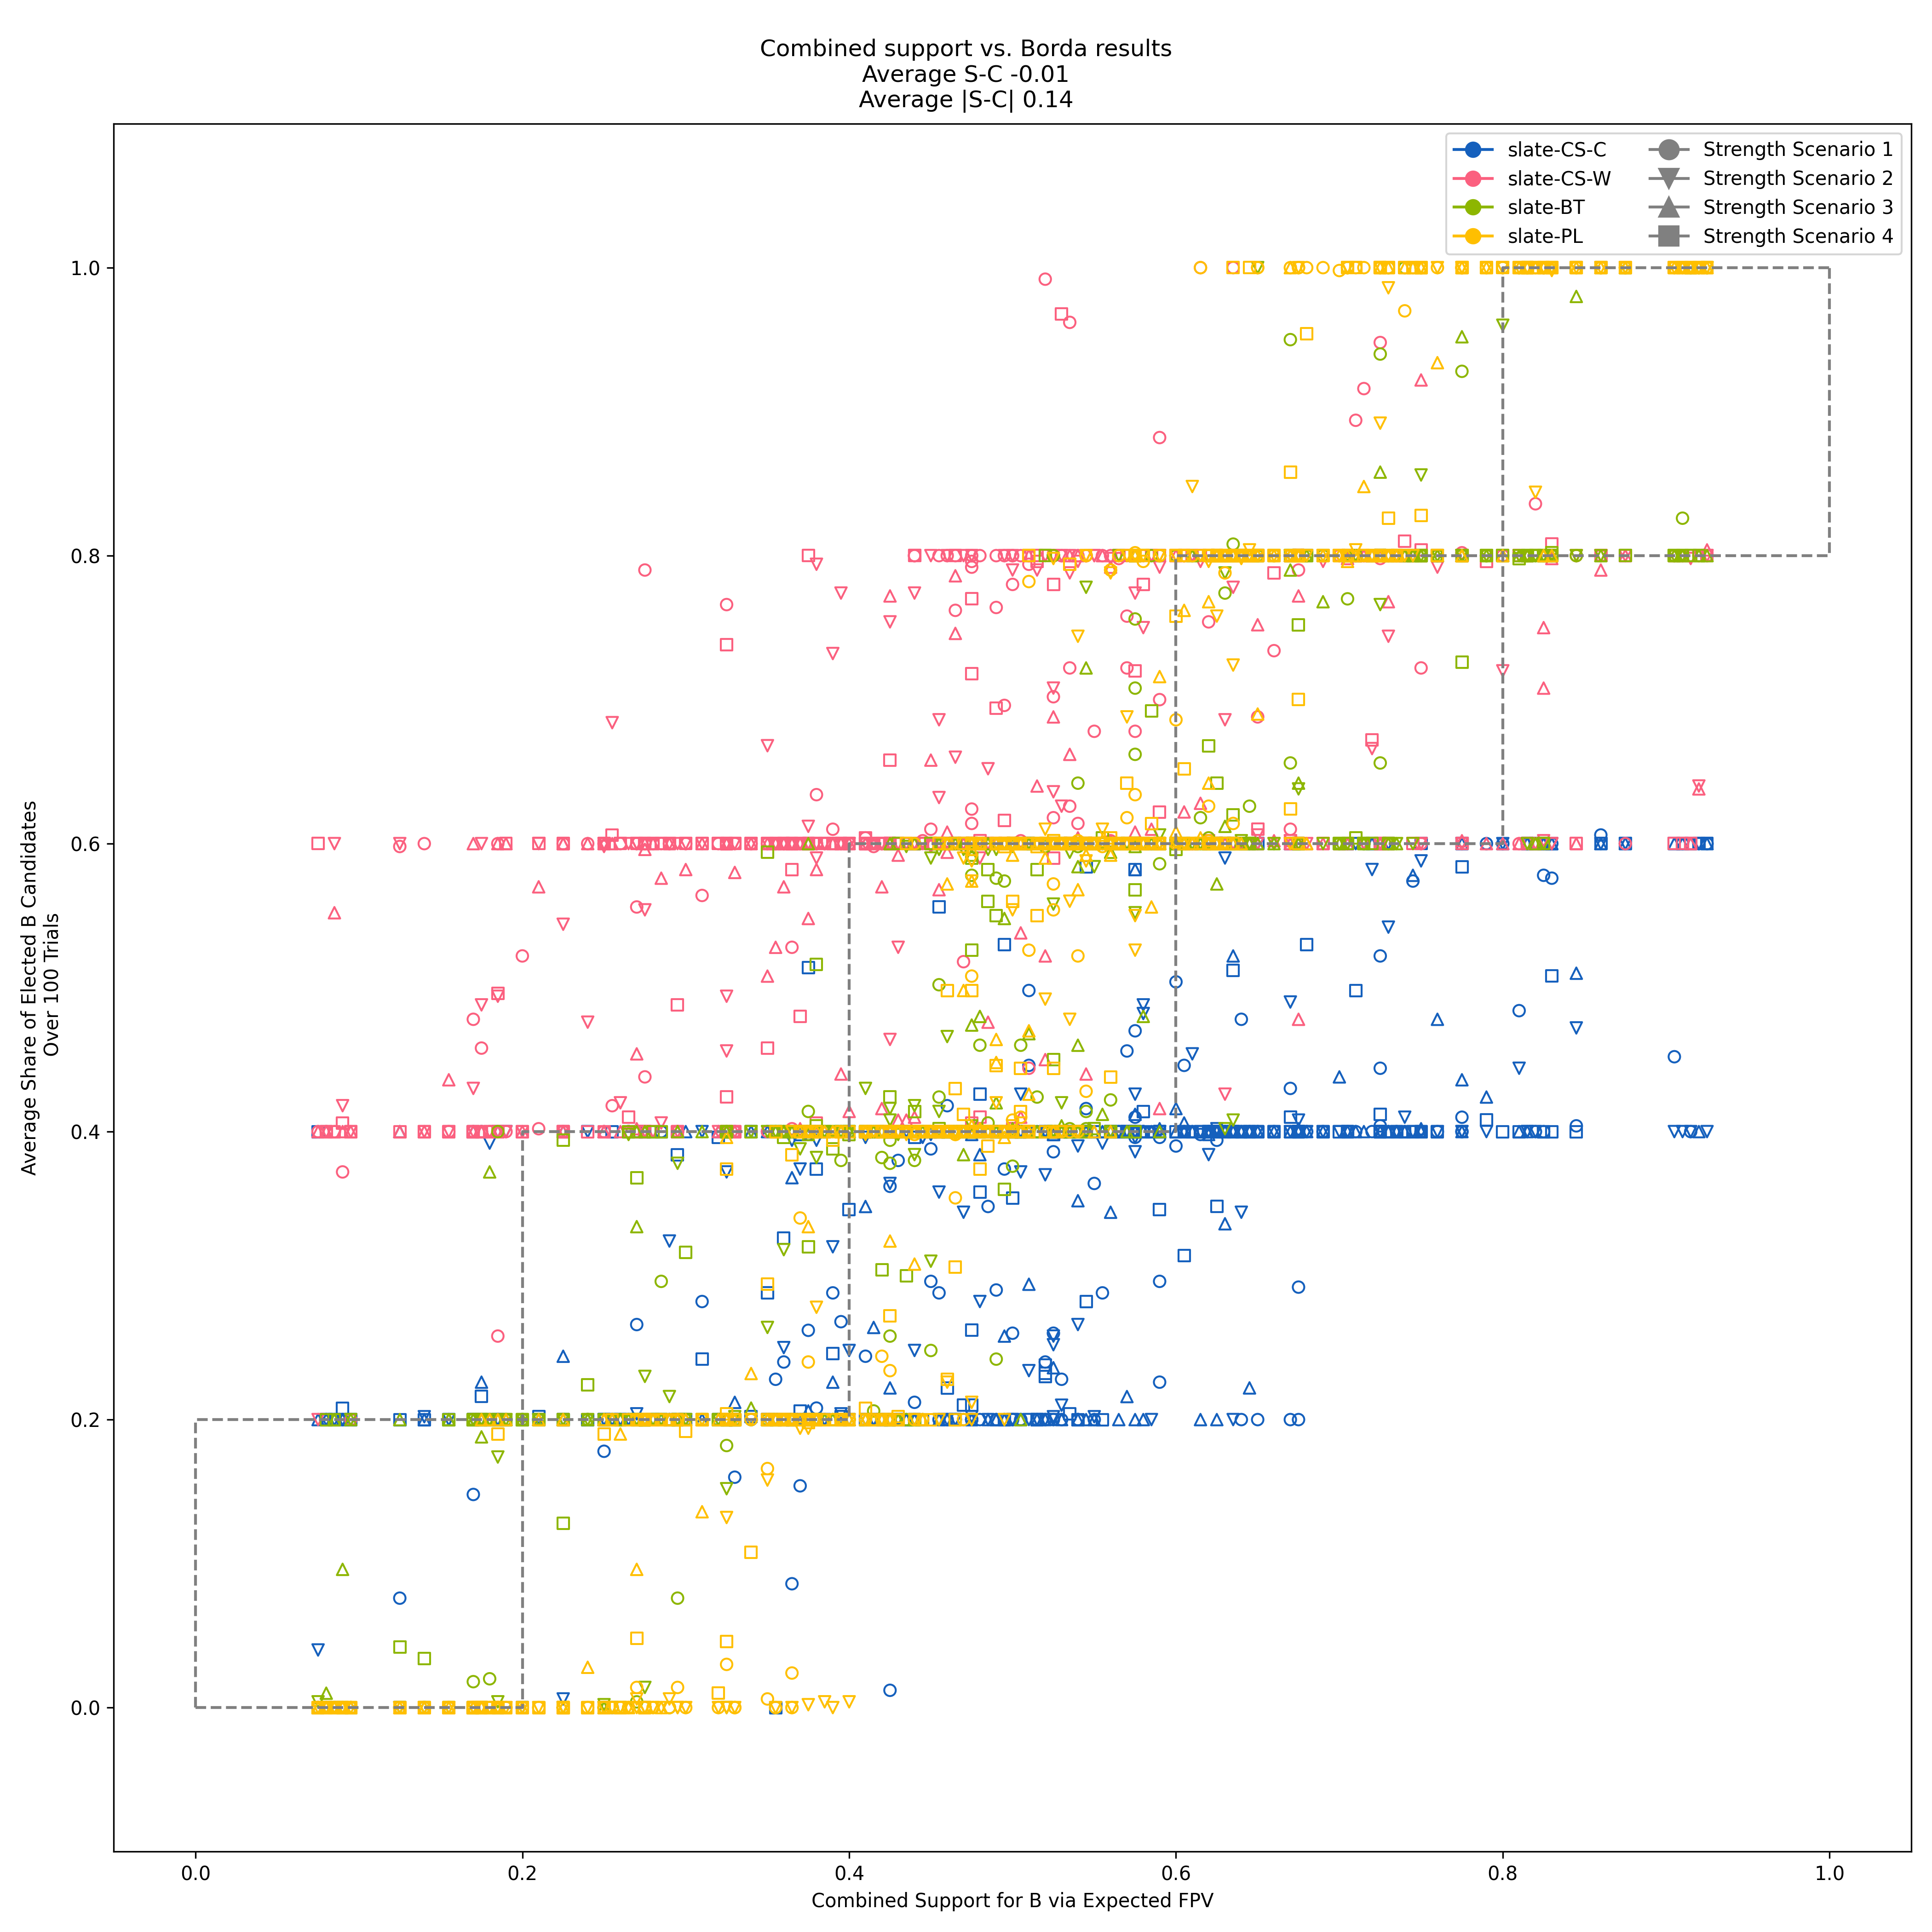 Combined support vs. Borda results
Average S-C -0.01
Average |S-C| 0.14
slate-CS-C
slate-CS-W
slate-BT
slate-PL
Strength Scenario 1
Strength Scenario 2
Strength Scenario 3
Strength Scenario 4
Average Share of Elected B Candidates
Over 100 Trials
1.0
0.8
0.6
0.4
0.2
0.0
0.0
0.2
0.4
0.6
0.8
1.0
Combined Support for B via Expected FPV